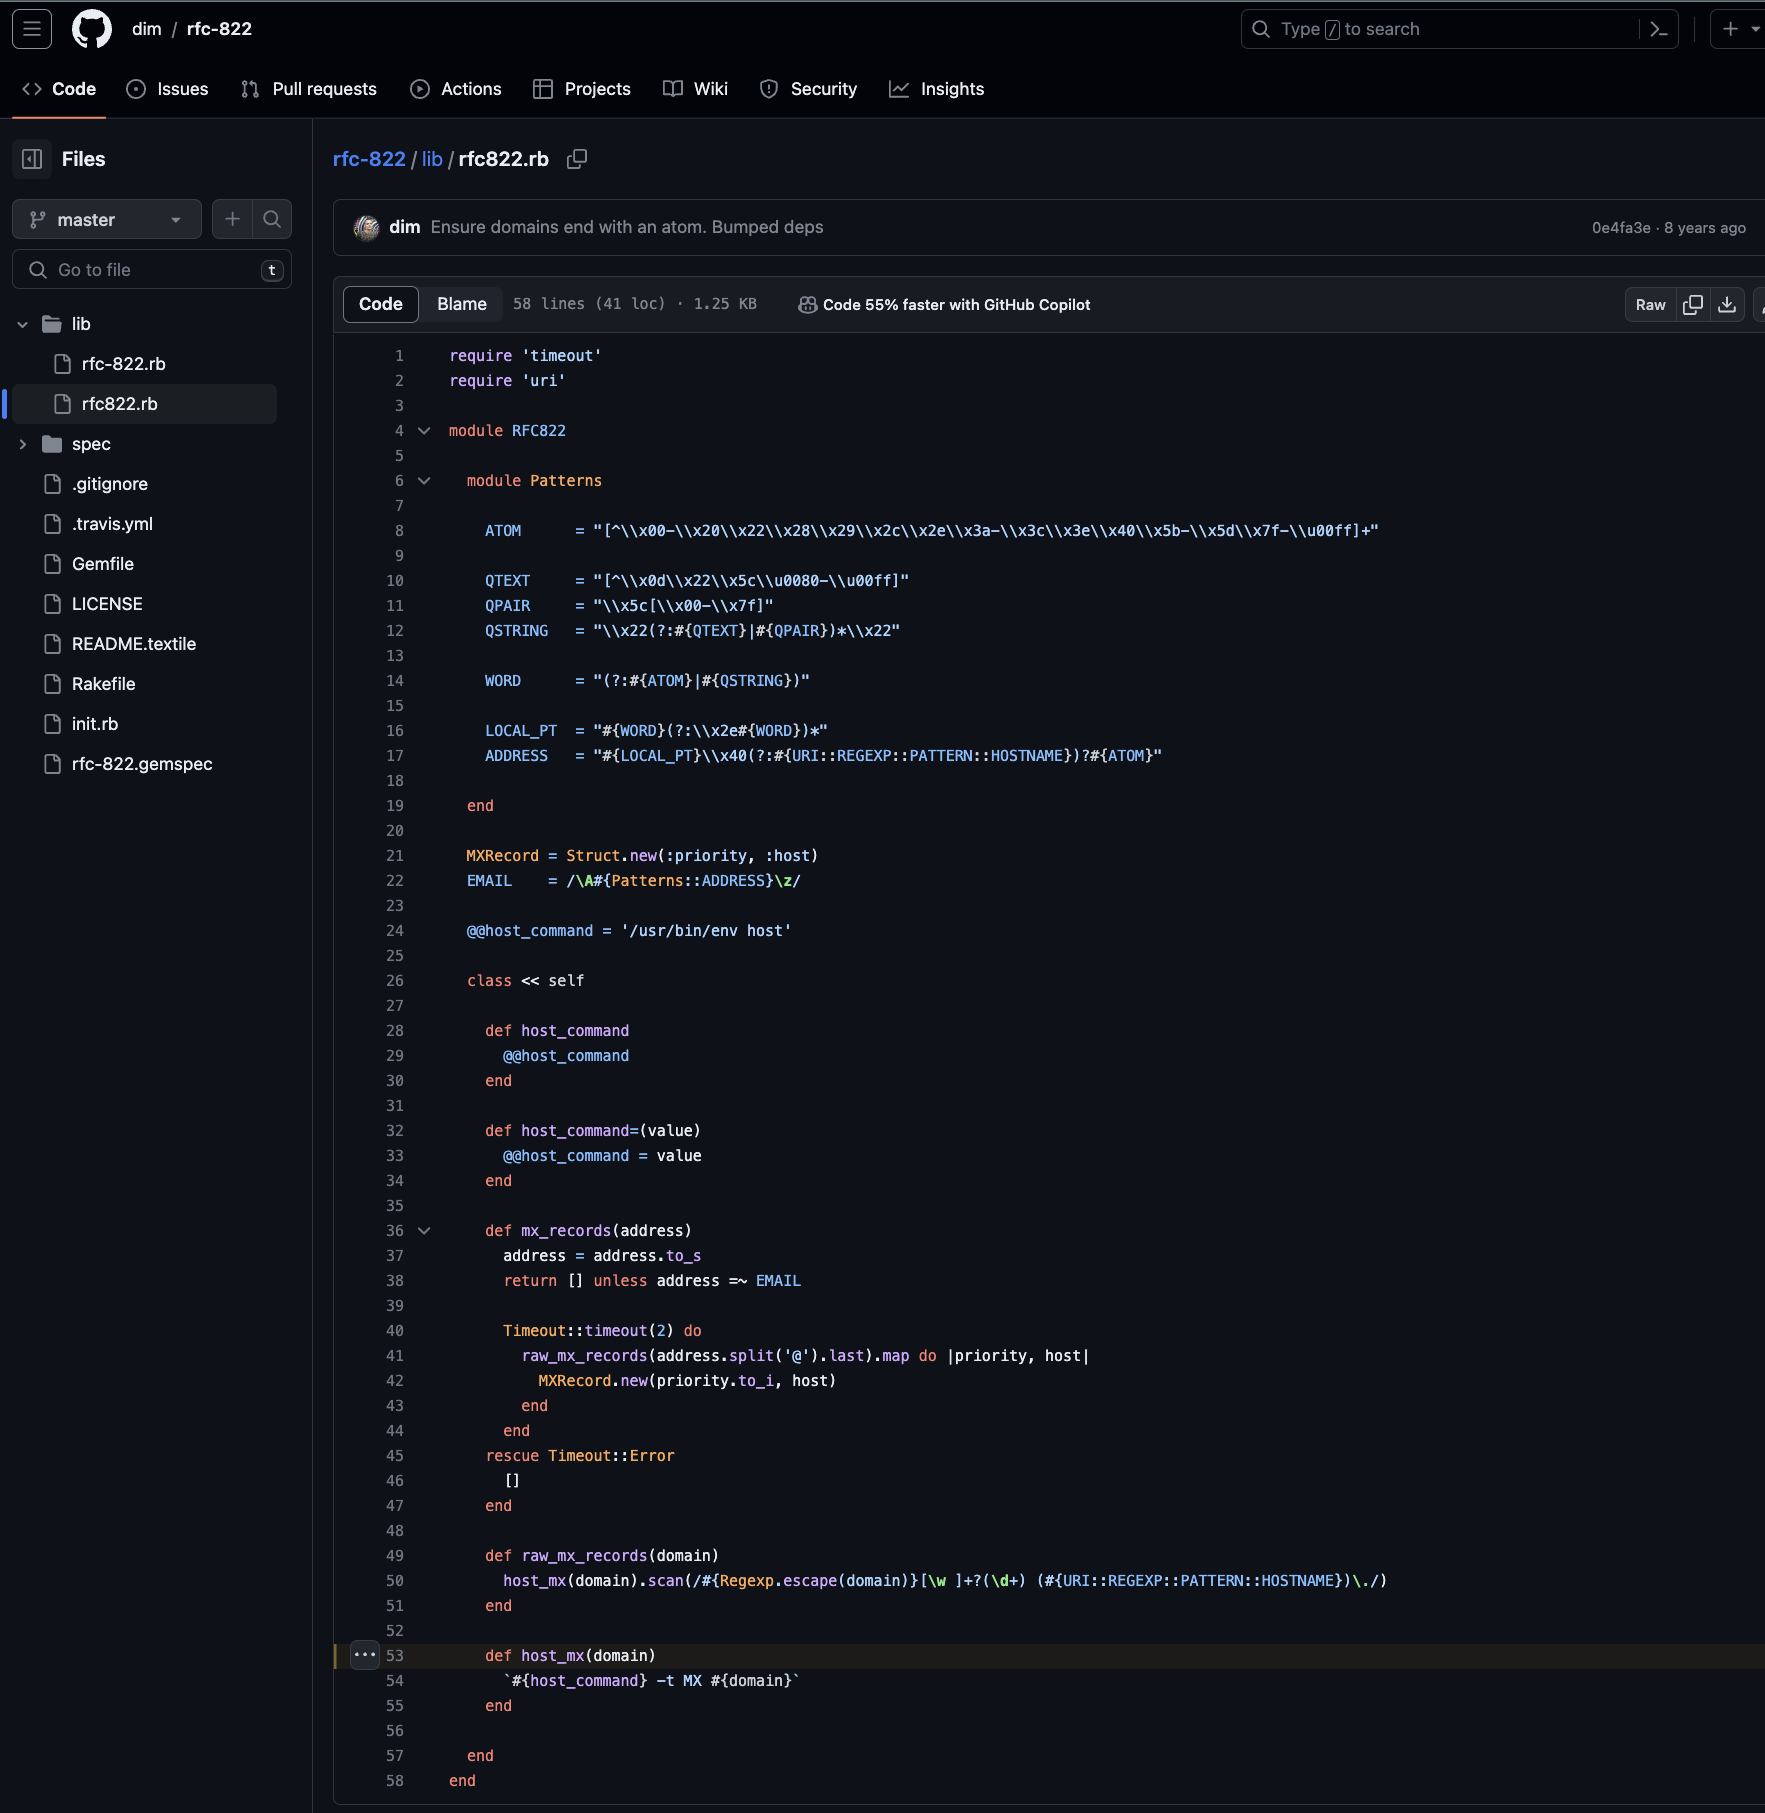 dim / rfc-822
Type / to search
Code
Issues
Pull requests
Actions
Projects
Wiki
Security
Insights
Files
master
Go to file
t
lib
rfc-822.rb
rfc822.rb
spec
.gitignore
.travis.yml
Gemfile
LICENSE
README.textile
Rakefile
init.rb
rfc-822.gemspec
rfc-822 / lib / rfc822.rb
dim Ensure domains end with an atom. Bumped deps
0e4fa3e · 8 years ago
Code Blame 58 lines (41 loc) · 1.25 KB Code 55% faster with GitHub Copilot Raw
1 require 'timeout'
2 require 'uri'
3
4 module RFC822
5
6   module Patterns
7
8     ATOM      = "[^\\x00-\\x20\\x22\\x28\\x29\\x2c\\x2e\\x3a-\\x3c\\x3e\\x40\\x5b-\\x5d\\x7f-\\u00ff]+"
9
10     QTEXT     = "[^\\x0d\\x22\\x5c\\u0080-\\u00ff]"
11     QPAIR     = "\\x5c[\\x00-\\x7f]"
12     QSTRING   = "\\x22(?:#{QTEXT}|#{QPAIR})*\\x22"
13
14     WORD      = "(?:#{ATOM}|#{QSTRING})"
15
16     LOCAL_PT  = "#{WORD}(?:\\x2e#{WORD})*"
17     ADDRESS   = "#{LOCAL_PT}\\x40(?:#{URI::REGEXP::PATTERN::HOSTNAME})?#{ATOM}"
18
19   end
20
21   MXRecord = Struct.new(:priority, :host)
22   EMAIL    = /\A#{Patterns::ADDRESS}\z/
23
24   @@host_command = '/usr/bin/env host'
25
26   class << self
27
28     def host_command
29       @@host_command
30     end
31
32     def host_command=(value)
33       @@host_command = value
34     end
35
36     def mx_records(address)
37       address = address.to_s
38       return [] unless address =~ EMAIL
39
40       Timeout::timeout(2) do
41         raw_mx_records(address.split('@').last).map do |priority, host|
42           MXRecord.new(priority.to_i, host)
43         end
44       end
45     rescue Timeout::Error
46       []
47     end
48
49     def raw_mx_records(domain)
50       host_mx(domain).scan(/#{Regexp.escape(domain)}[\w ]+?(\d+) (#{URI::REGEXP::PATTERN::HOSTNAME})\./)
51     end
52
53     def host_mx(domain)
54       `#{host_command} -t MX #{domain}`
55     end
56
57   end
58 end